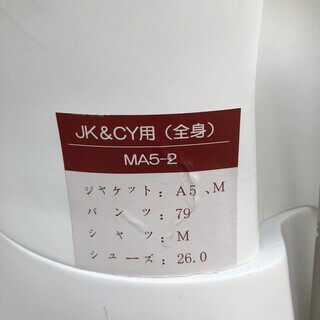 JK&CY用（全身）
MA5-2
ジャケット：A5、M
パンツ：79
シャツ：M
シューズ：26.0